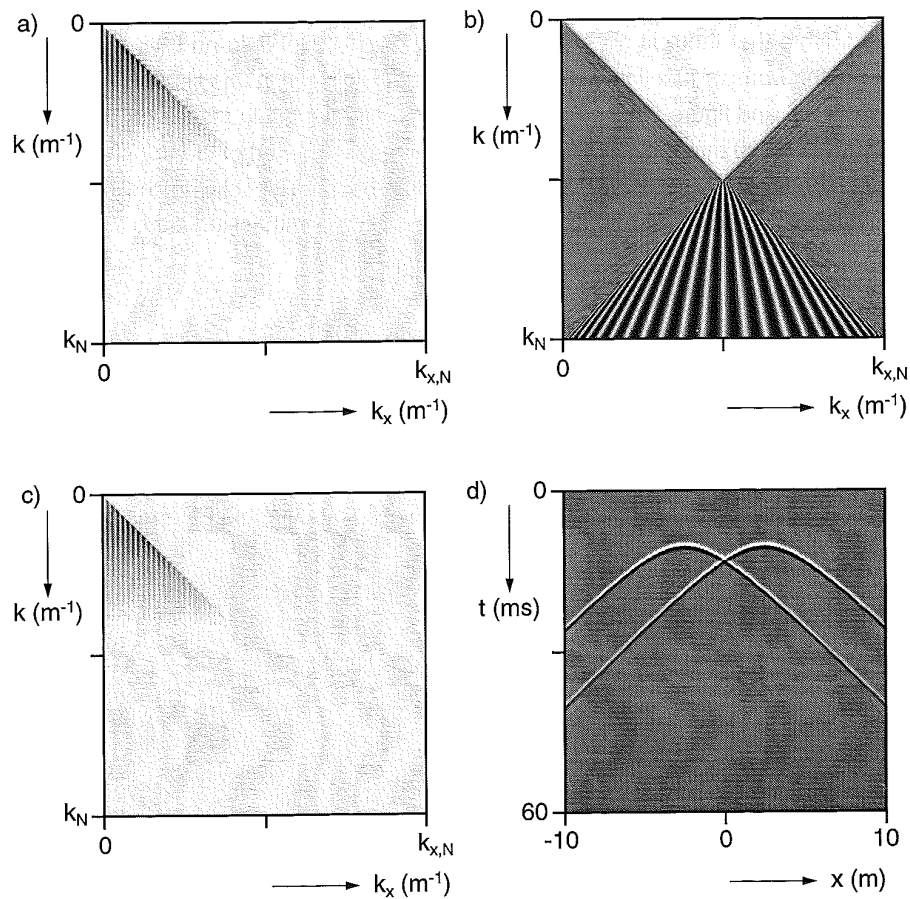 a)
0
k (m⁻¹)
k_N
0
k_x,N
k_x (m⁻¹)
b)
0
k (m⁻¹)
k_N
0
k_x,N
k_x (m⁻¹)
c)
0
k (m⁻¹)
k_N
0
k_x,N
k_x (m⁻¹)
d)
0
t (ms)
60
-10
0
10
x (m)